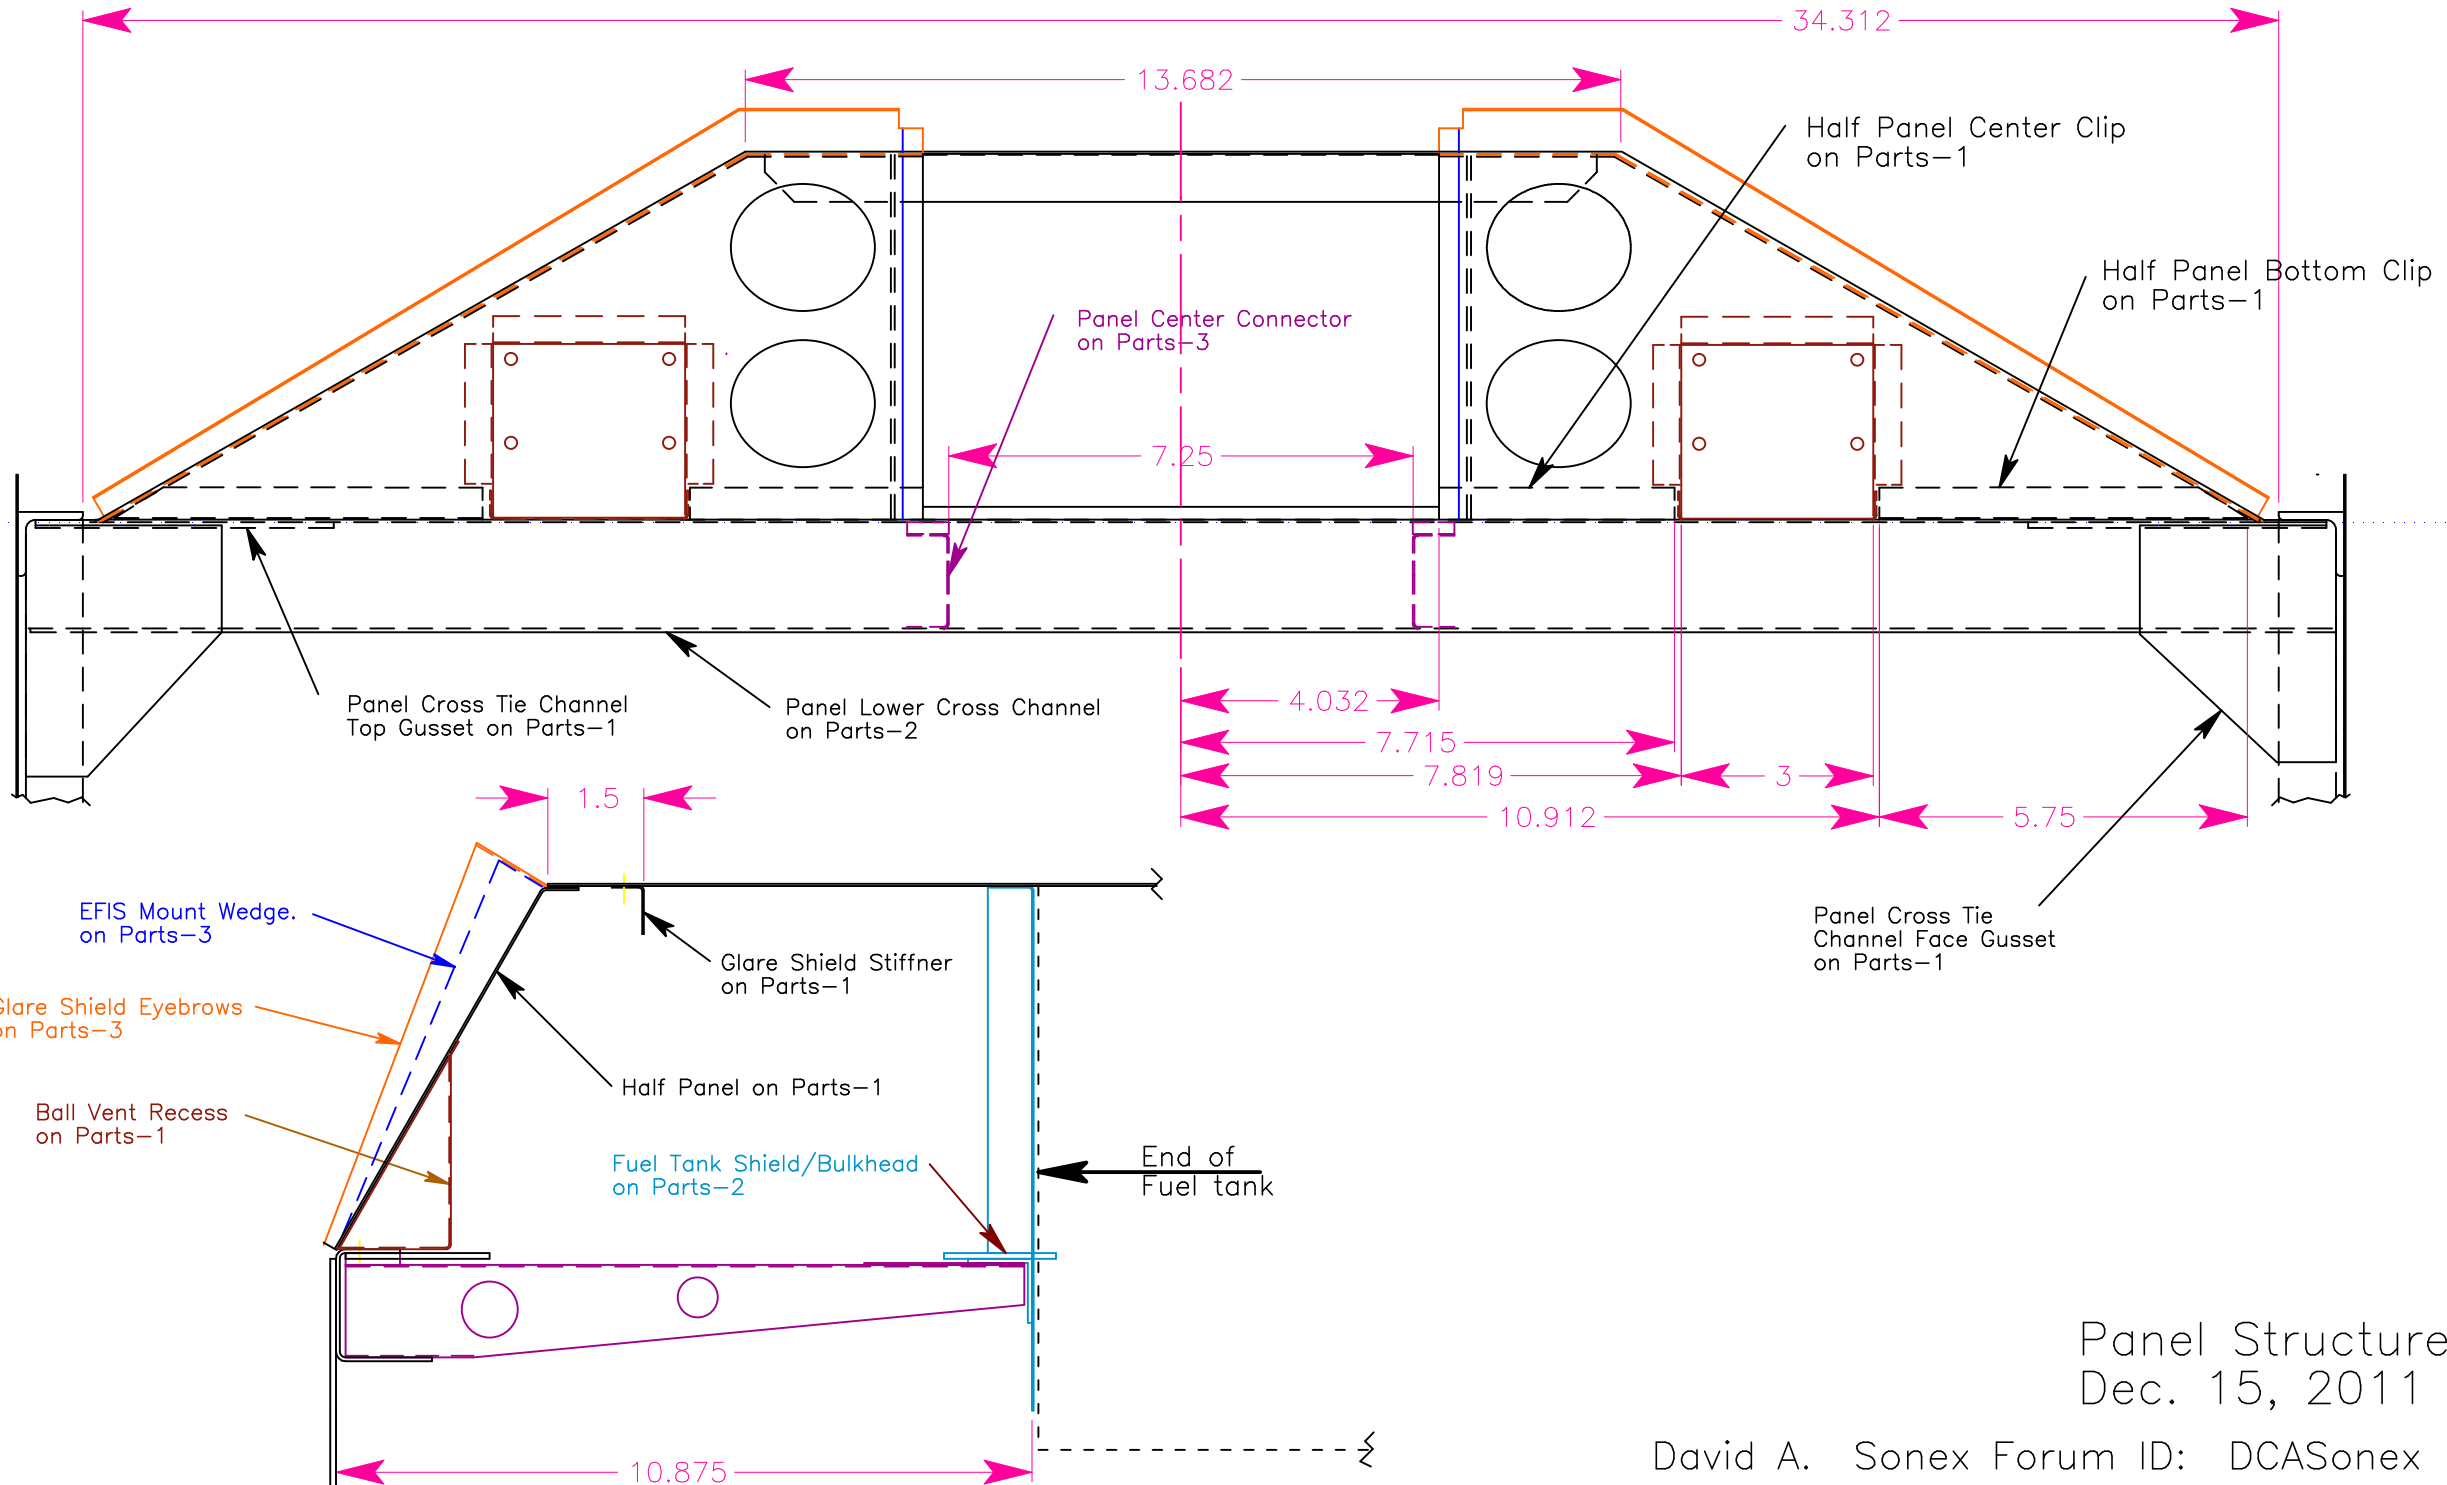 34.312
13.682
Half Panel Center Clip
on Parts-1
Half Panel Bottom Clip
on Parts-1
Panel Center Connector
on Parts-3
7.25
Panel Cross Tie Channel
Top Gusset on Parts-1
Panel Lower Cross Channel
on Parts-2
4.032
7.715
7.819
3
10.912
5.75
1.5
EFIS Mount Wedge.
on Parts-3
Glare Shield Stiffner
on Parts-1
Panel Cross Tie
Channel Face Gusset
on Parts-1
Glare Shield Eyebrows
on Parts-3
Half Panel on Parts-1
Ball Vent Recess
on Parts-1
Fuel Tank Shield/Bulkhead
on Parts-2
End of
Fuel tank
10.875
Panel Structure
Dec. 15, 2011
David A. Sonex Forum ID: DCASonex